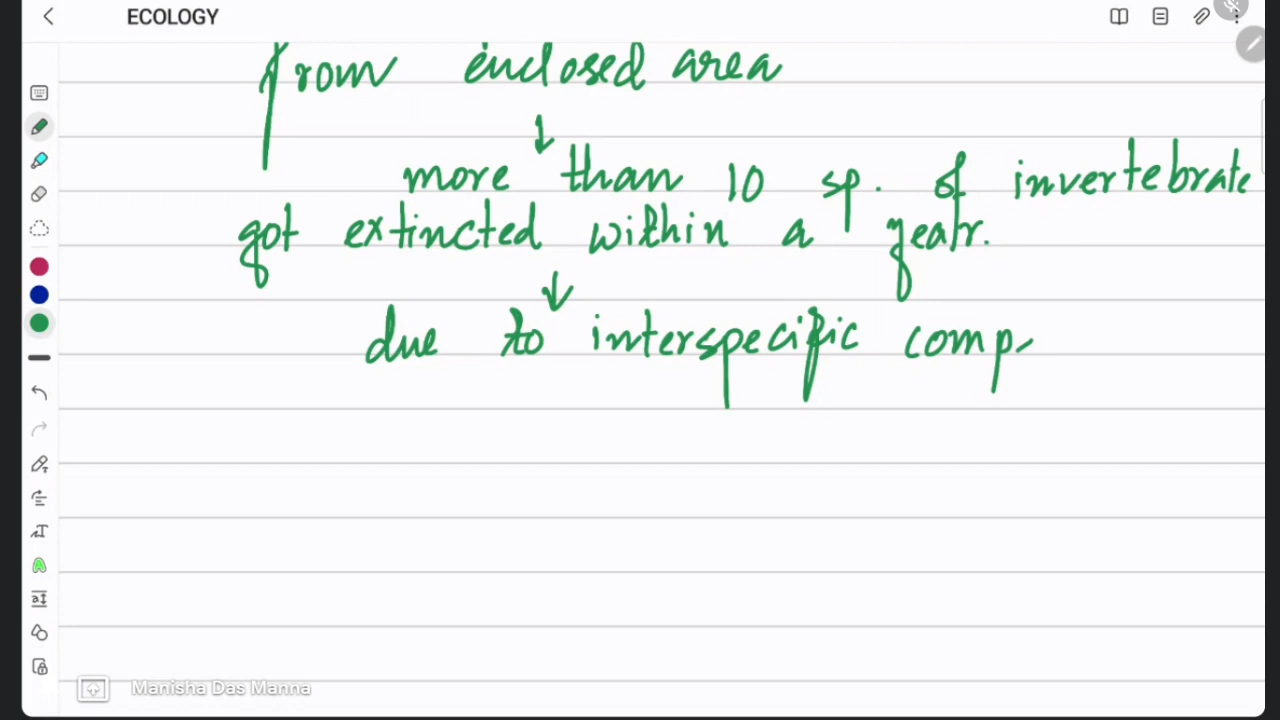 ECOLOGY
from enclosed area
↓
more than 10 sp. of invertebrate
got extincted within a year.
↓
due to interspecific comp
Manisha Das Manna